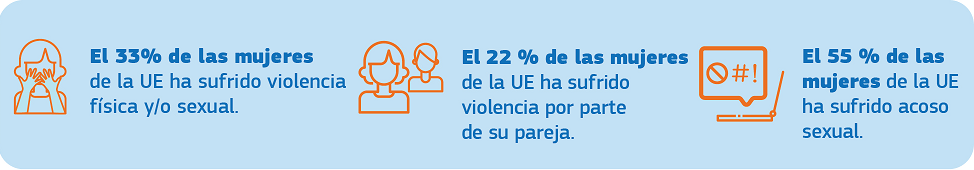 El 33% de las mujeres
de la UE ha sufrido violencia
física y/o sexual.
El 22 % de las mujeres
de la UE ha sufrido
violencia por parte
de su pareja.
#!
El 55 % de las
mujeres de la UE
ha sufrido acoso
sexual.